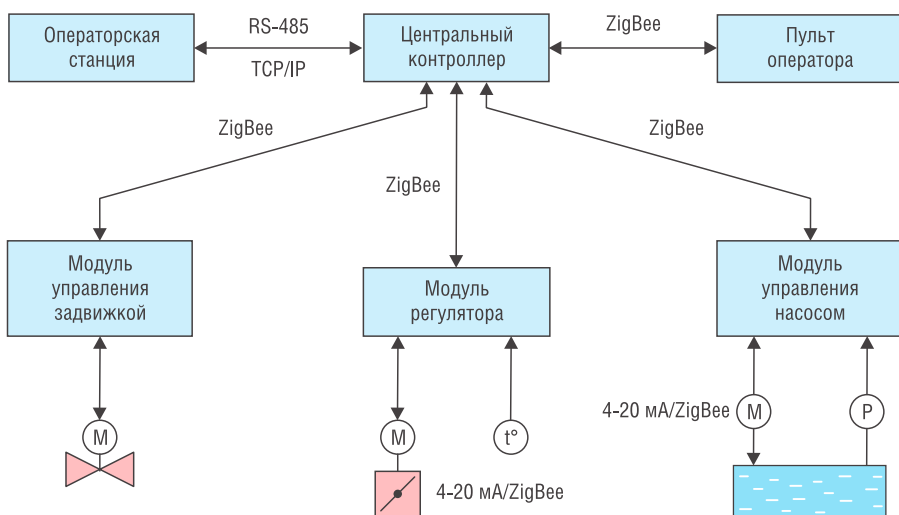 Операторская
станция
RS-485
TCP/IP
Центральный
контроллер
ZigBee
Пульт
оператора
ZigBee
ZigBee
ZigBee
Модуль
управления
задвижкой
Модуль
регулятора
Модуль
управления
насосом
M
M
t°
4-20 мА/ZigBee
M
P
4-20 мА/ZigBee